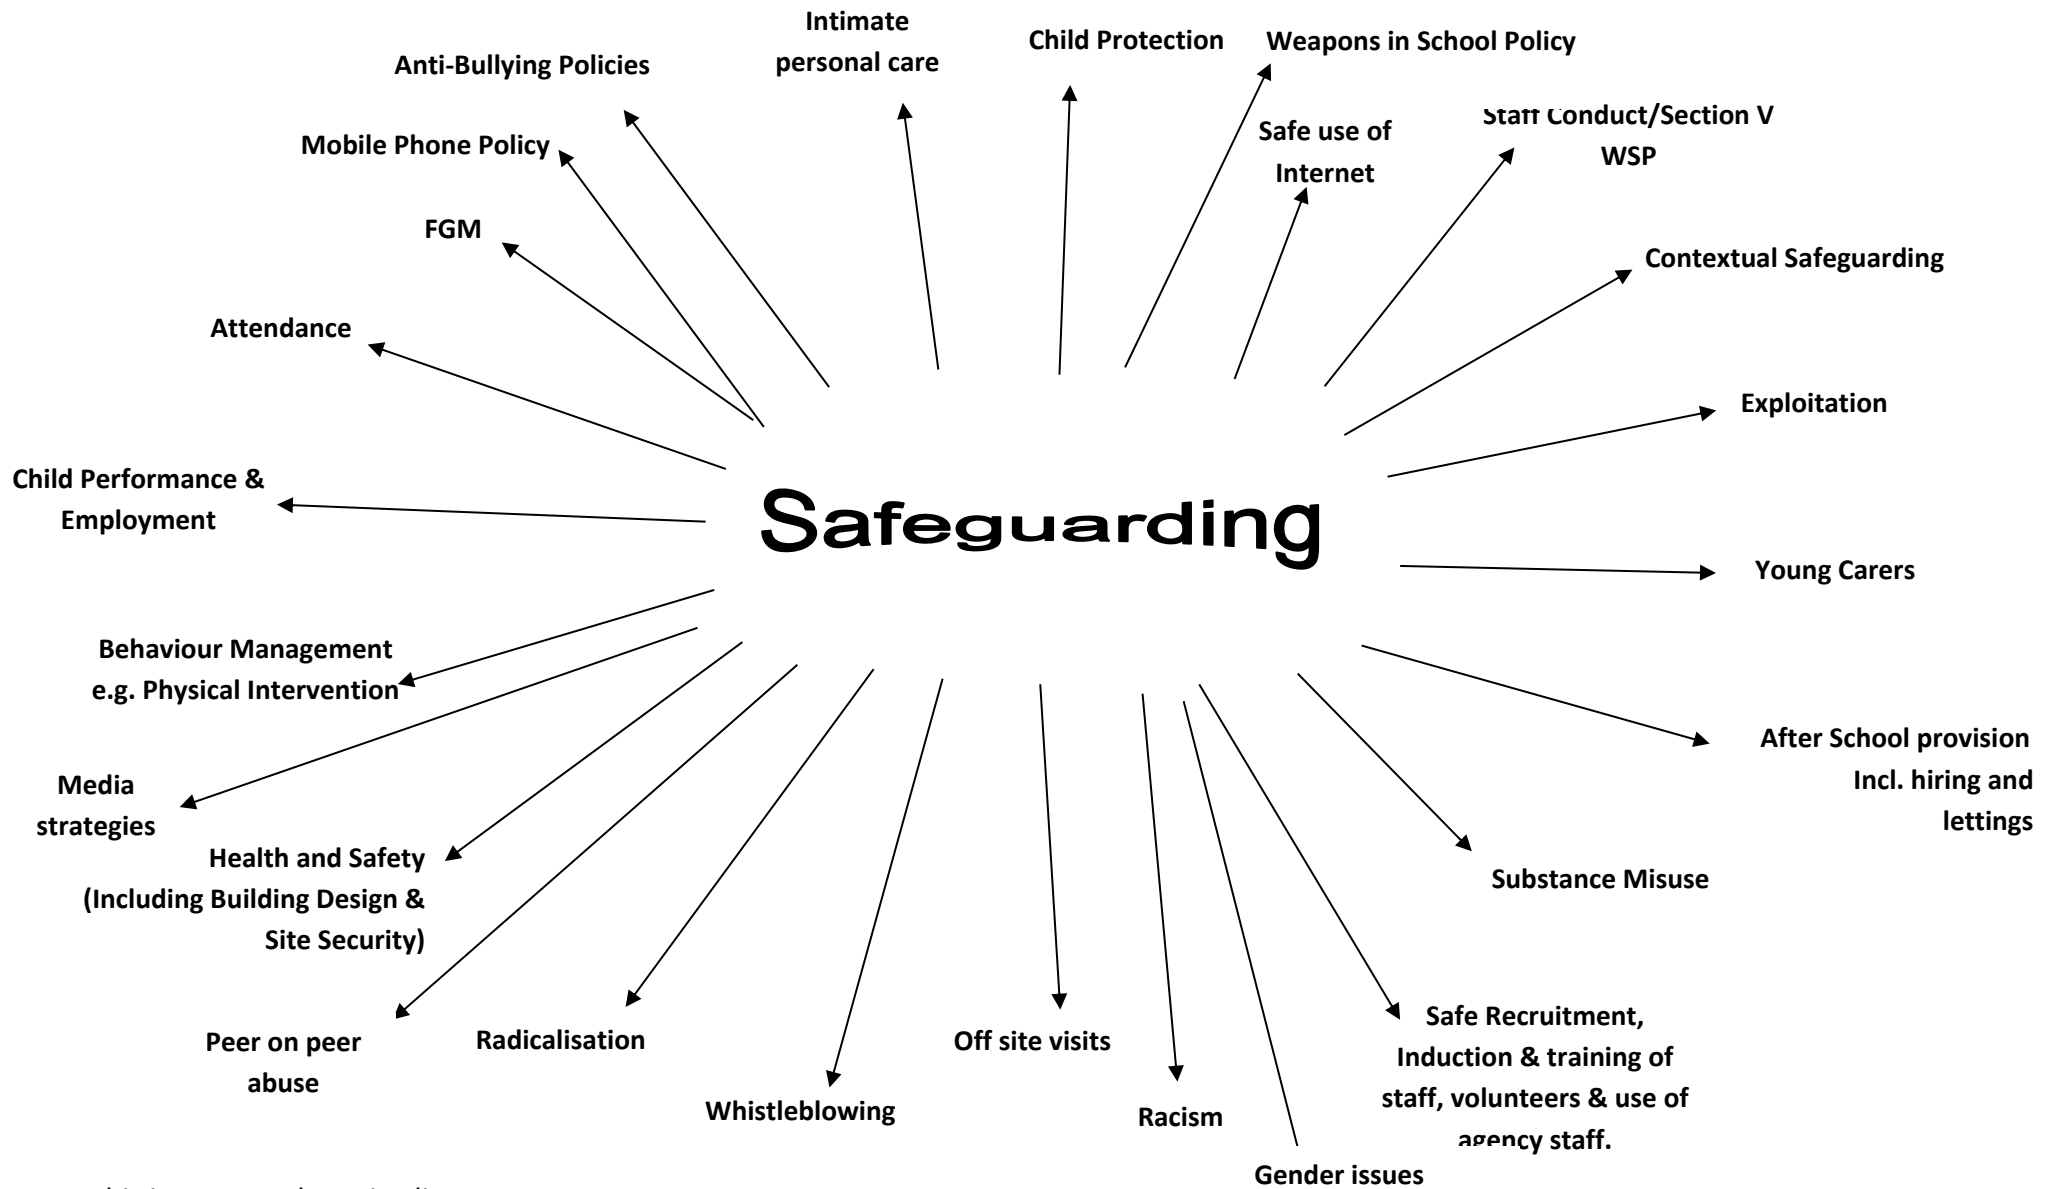 Intimate
personal care
Child Protection
Weapons in School Policy
Anti-Bullying Policies
Staff Conduct/Section V
WSP
Safe use of
Internet
Mobile Phone Policy
FGM
Contextual Safeguarding
Attendance
Exploitation
Child Performance &
Employment
Safeguarding
Young Carers
Behaviour Management
e.g. Physical Intervention
After School provision
Incl. hiring and
lettings
Media
strategies
Health and Safety
(Including Building Design &
Site Security)
Substance Misuse
Peer on peer
abuse
Radicalisation
Whistleblowing
Off site visits
Racism
Safe Recruitment,
Induction & training of
staff, volunteers & use of
agency staff.
Gender issues